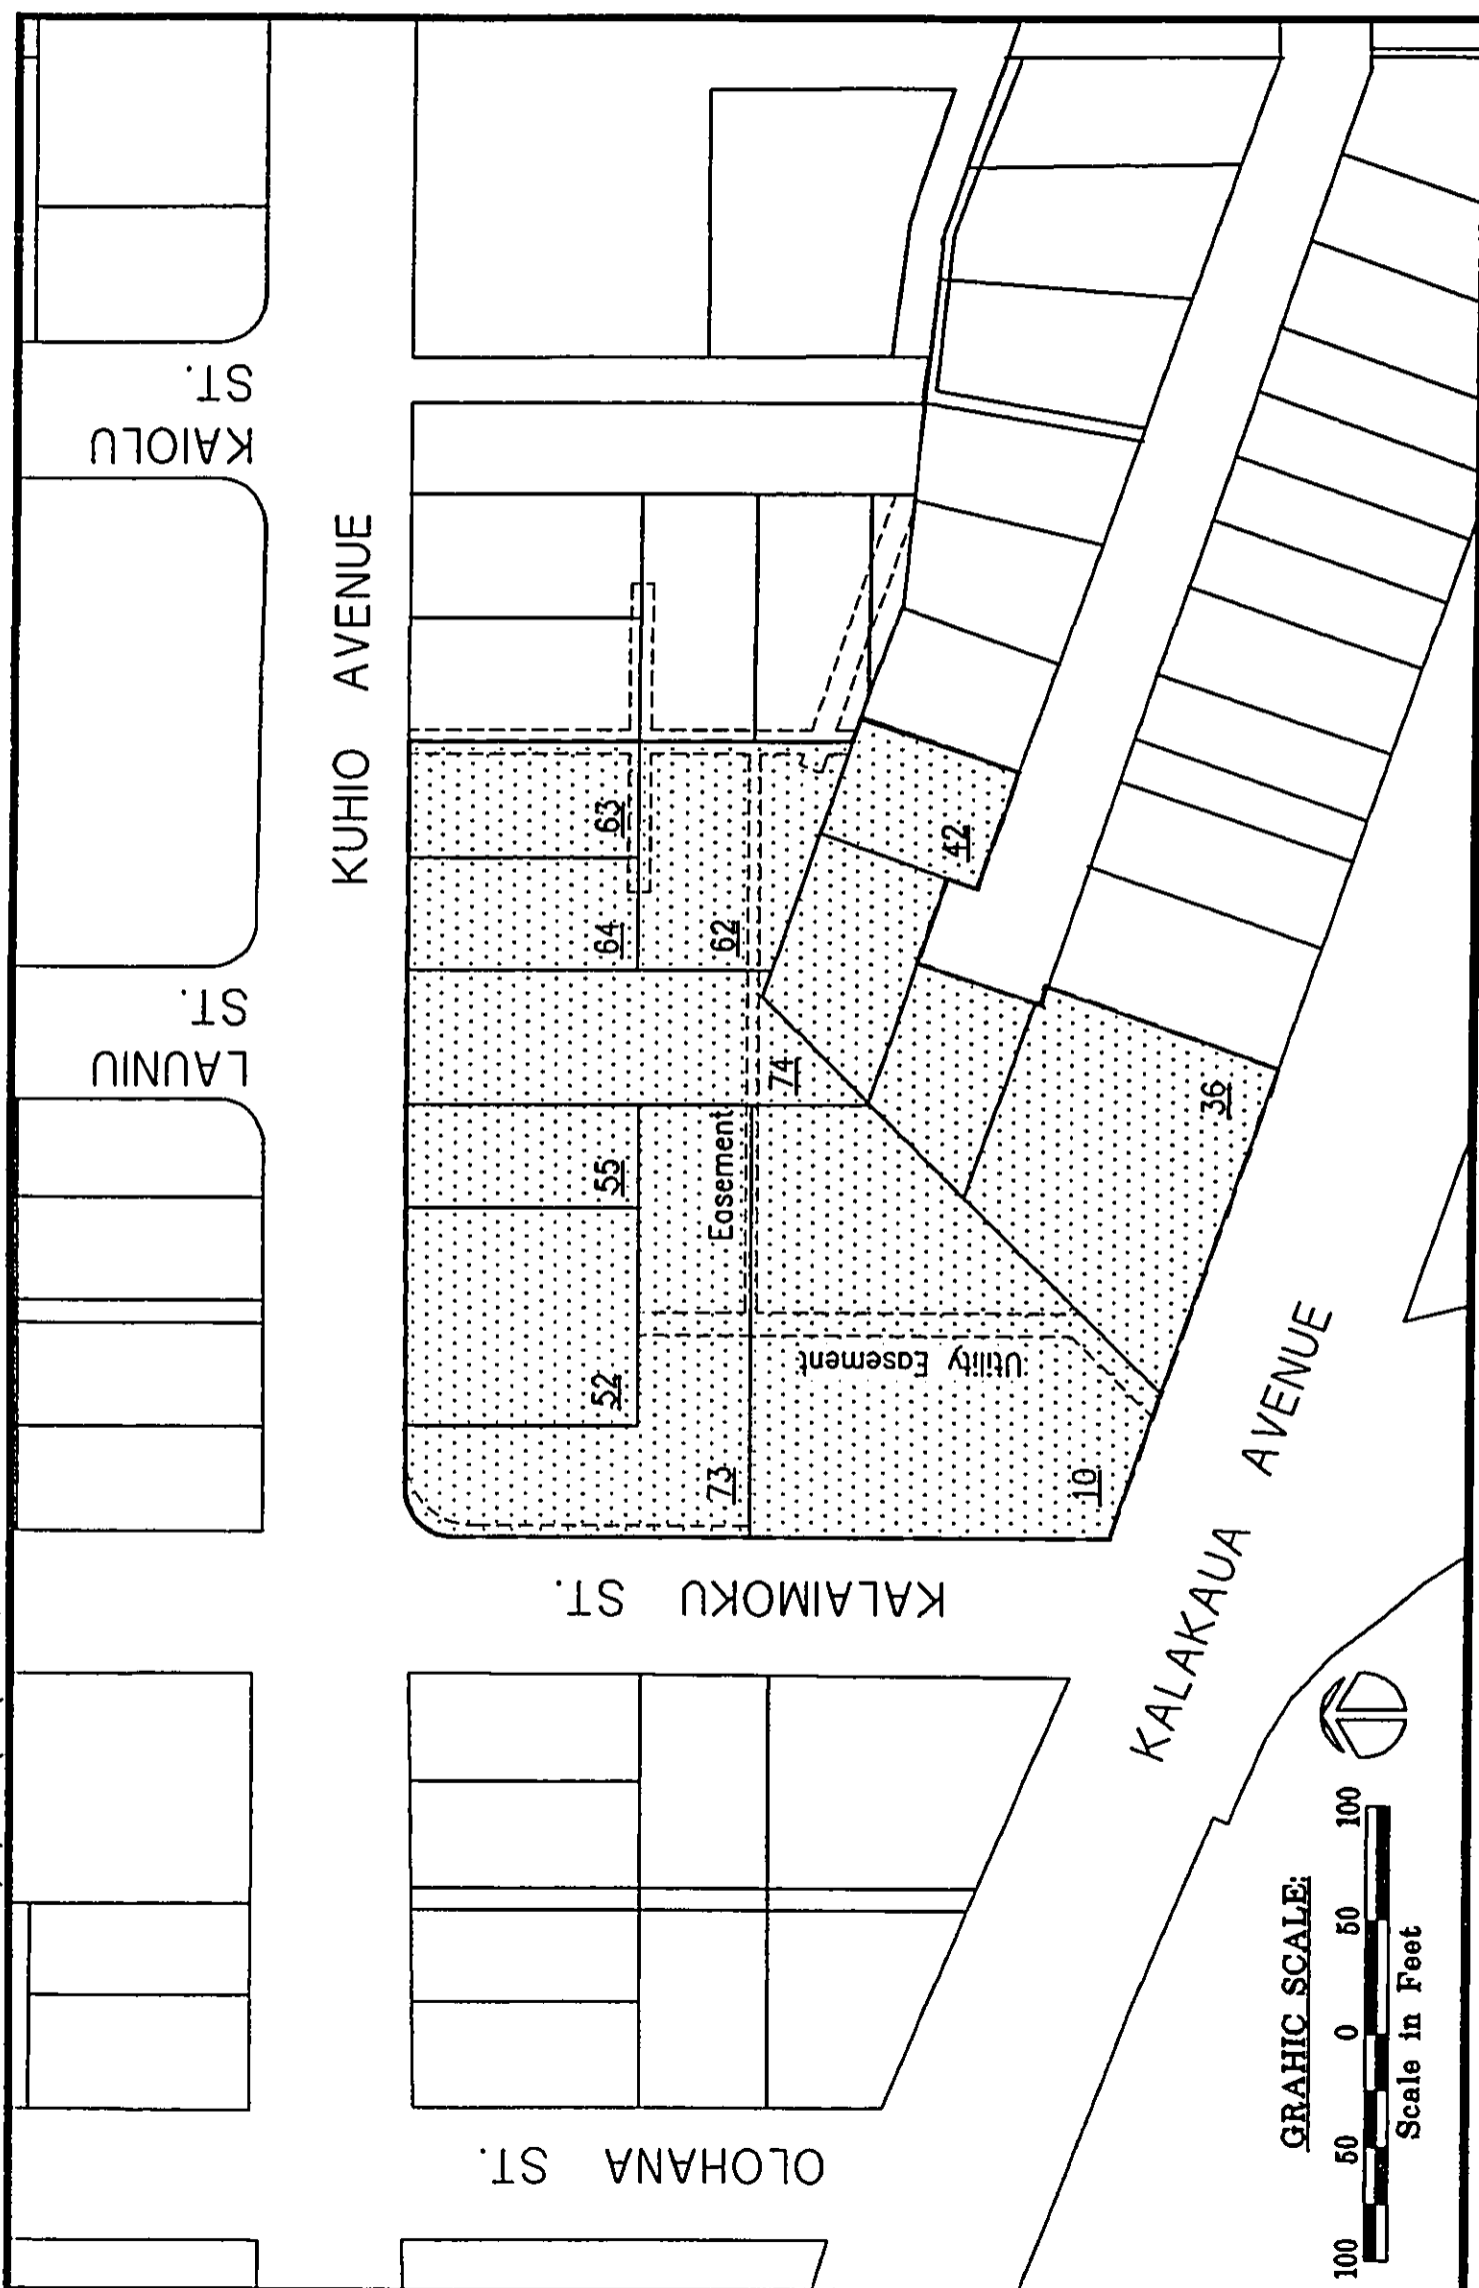 KAIOLU
ST.
KUHIO AVENUE
LAUNIU
ST.
63
64
62
42
74
55
Easement
36
52
Utility Easement
73
10
KALAIMOKU ST.
KALAKAUA AVENUE
OLOHANA ST.
GRAHIC SCALE:
100 50 0 50 100
Scale in Feet